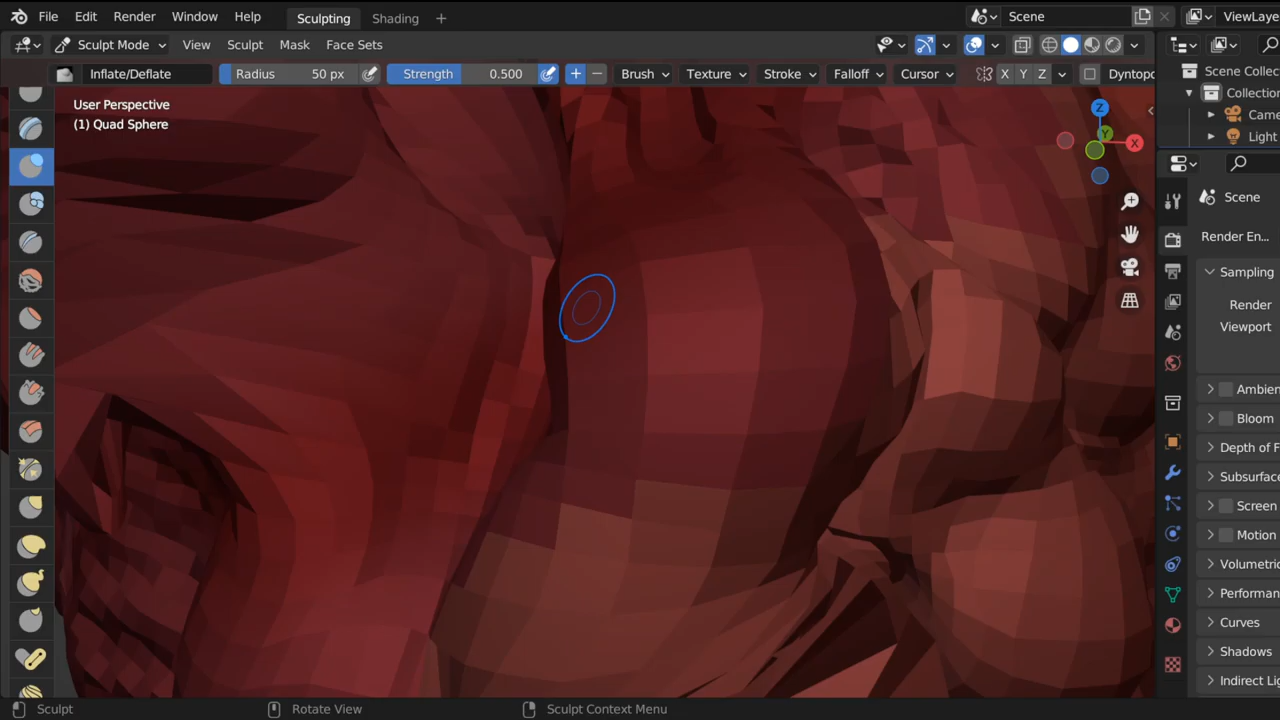 File Edit Render Window Help Sculpting Shading + Scene ViewLaye
Sculpt Mode View Sculpt Mask Face Sets
Inflate/Deflate Radius 50 px Strength 0.500 + − Brush Texture Stroke Falloff Cursor X Y Z Dyntopo
User Perspective
(1) Quad Sphere
Z
Y
X
Scene Collec
Collection
Came
Light
Scene
Render En...
Sampling
Render
Viewport
Ambien
Bloom
Depth of F
Subsurfac
Screen
Motion
Volumetric
Performan
Curves
Shadows
Indirect Lig
Sculpt Rotate View Sculpt Context Menu